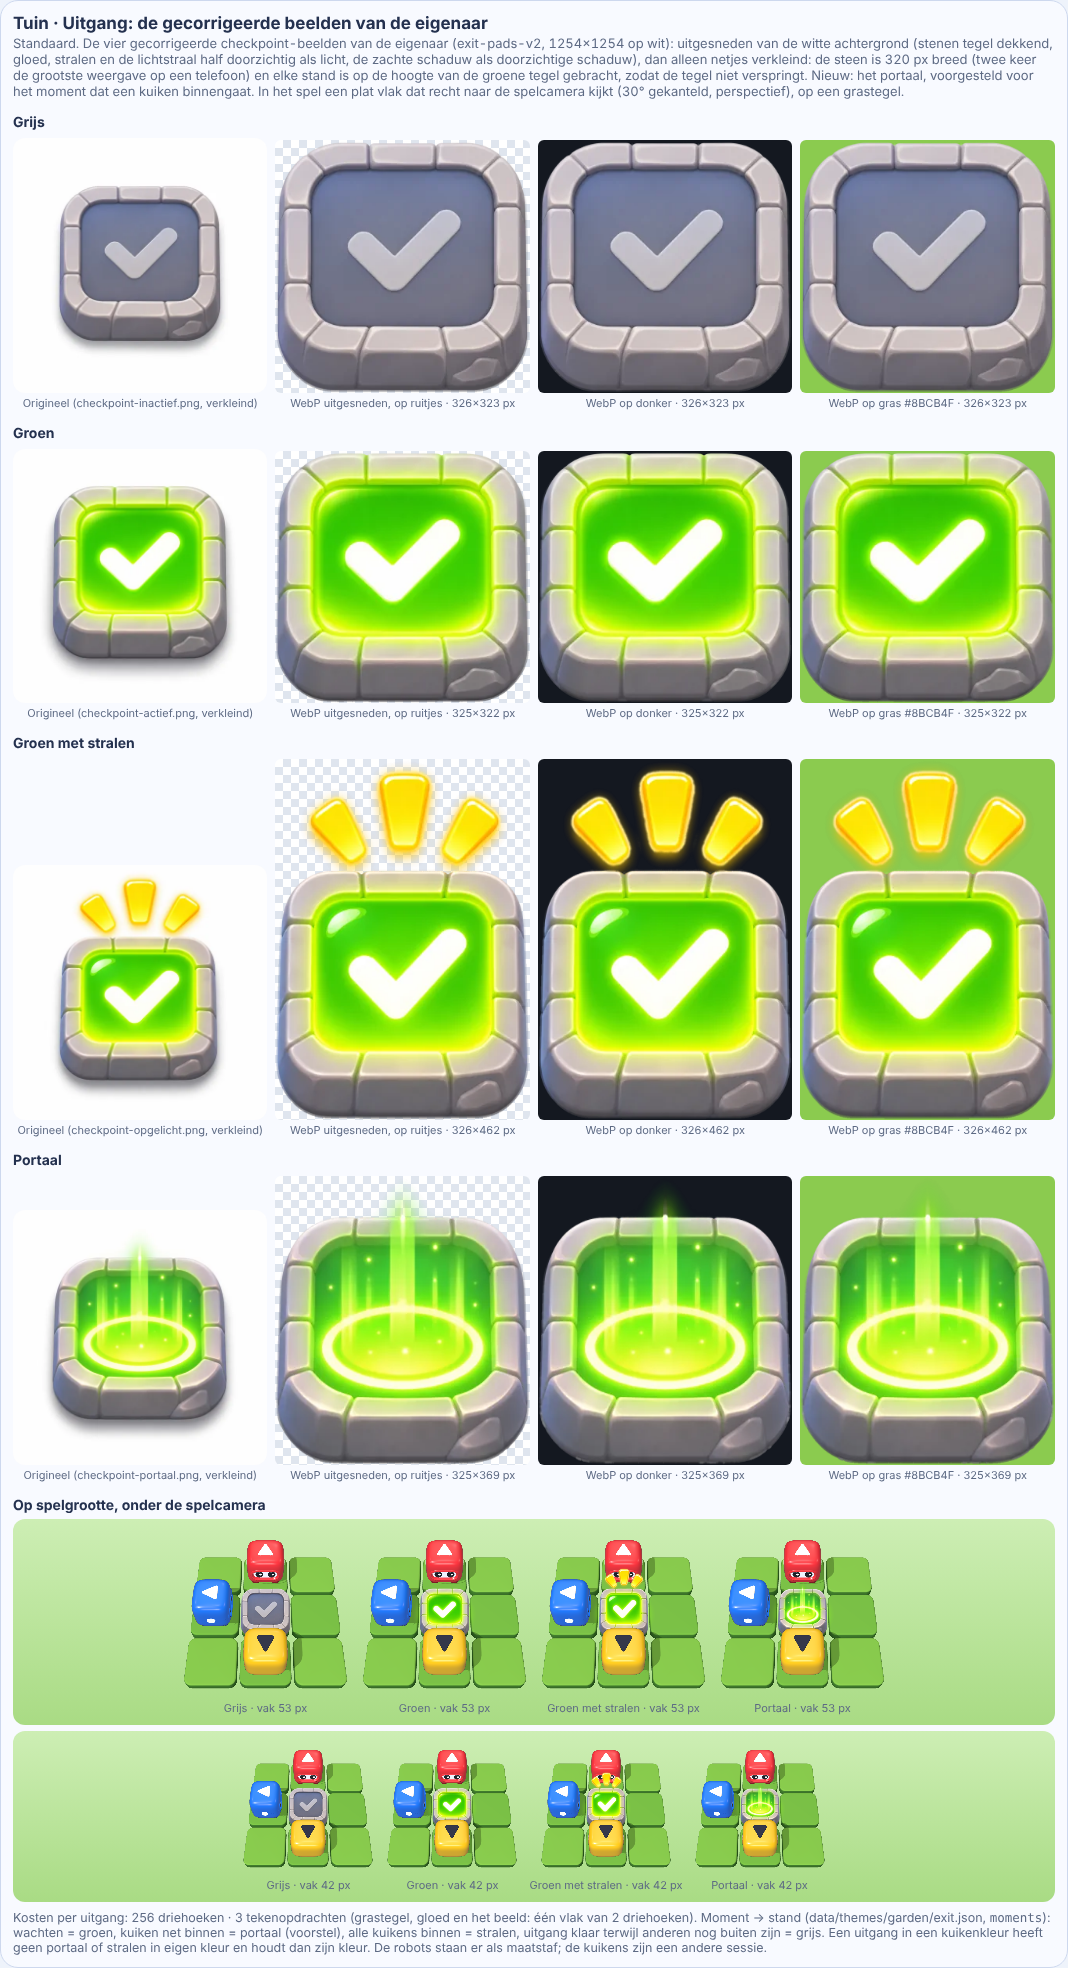 Tuin · Uitgang: de gecorrigeerde beelden van de eigenaar
Standaard. De vier gecorrigeerde checkpoint-beelden van de eigenaar (exit-pads-v2, 1254×1254 op wit): uitgesneden van de witte achtergrond (stenen tegel dekkend,
gloed, stralen en de lichtstraal half doorzichtig als licht, de zachte schaduw als doorzichtige schaduw), dan alleen netjes verkleind: de steen is 320 px breed (twee keer
de grootste weergave op een telefoon) en elke stand is op de hoogte van de groene tegel gebracht, zodat de tegel niet verspringt. Nieuw: het portaal, voorgesteld voor
het moment dat een kuiken binnengaat. In het spel een plat vlak dat recht naar de spelcamera kijkt (30° gekanteld, perspectief), op een grastegel.
Grijs
Origineel (checkpoint-inactief.png, verkleind)
WebP uitgesneden, op ruitjes · 326×323 px
WebP op donker · 326×323 px
WebP op gras #8BCB4F · 326×323 px
Groen
Origineel (checkpoint-actief.png, verkleind)
WebP uitgesneden, op ruitjes · 325×322 px
WebP op donker · 325×322 px
WebP op gras #8BCB4F · 325×322 px
Groen met stralen
Origineel (checkpoint-opgelicht.png, verkleind)
WebP uitgesneden, op ruitjes · 326×462 px
WebP op donker · 326×462 px
WebP op gras #8BCB4F · 326×462 px
Portaal
Origineel (checkpoint-portaal.png, verkleind)
WebP uitgesneden, op ruitjes · 325×369 px
WebP op donker · 325×369 px
WebP op gras #8BCB4F · 325×369 px
Op spelgrootte, onder de spelcamera
Grijs · vak 53 px
Groen · vak 53 px
Groen met stralen · vak 53 px
Portaal · vak 53 px
Grijs · vak 42 px
Groen · vak 42 px
Groen met stralen · vak 42 px
Portaal · vak 42 px
Kosten per uitgang: 256 driehoeken · 3 tekenopdrachten (grastegel, gloed en het beeld: één vlak van 2 driehoeken). Moment → stand (data/themes/garden/exit.json, moments):
wachten = groen, kuiken net binnen = portaal (voorstel), alle kuikens binnen = stralen, uitgang klaar terwijl anderen nog buiten zijn = grijs. Een uitgang in een kuikenkleur heeft
geen portaal of stralen in eigen kleur en houdt dan zijn kleur. De robots staan er als maatstaf; de kuikens zijn een andere sessie.